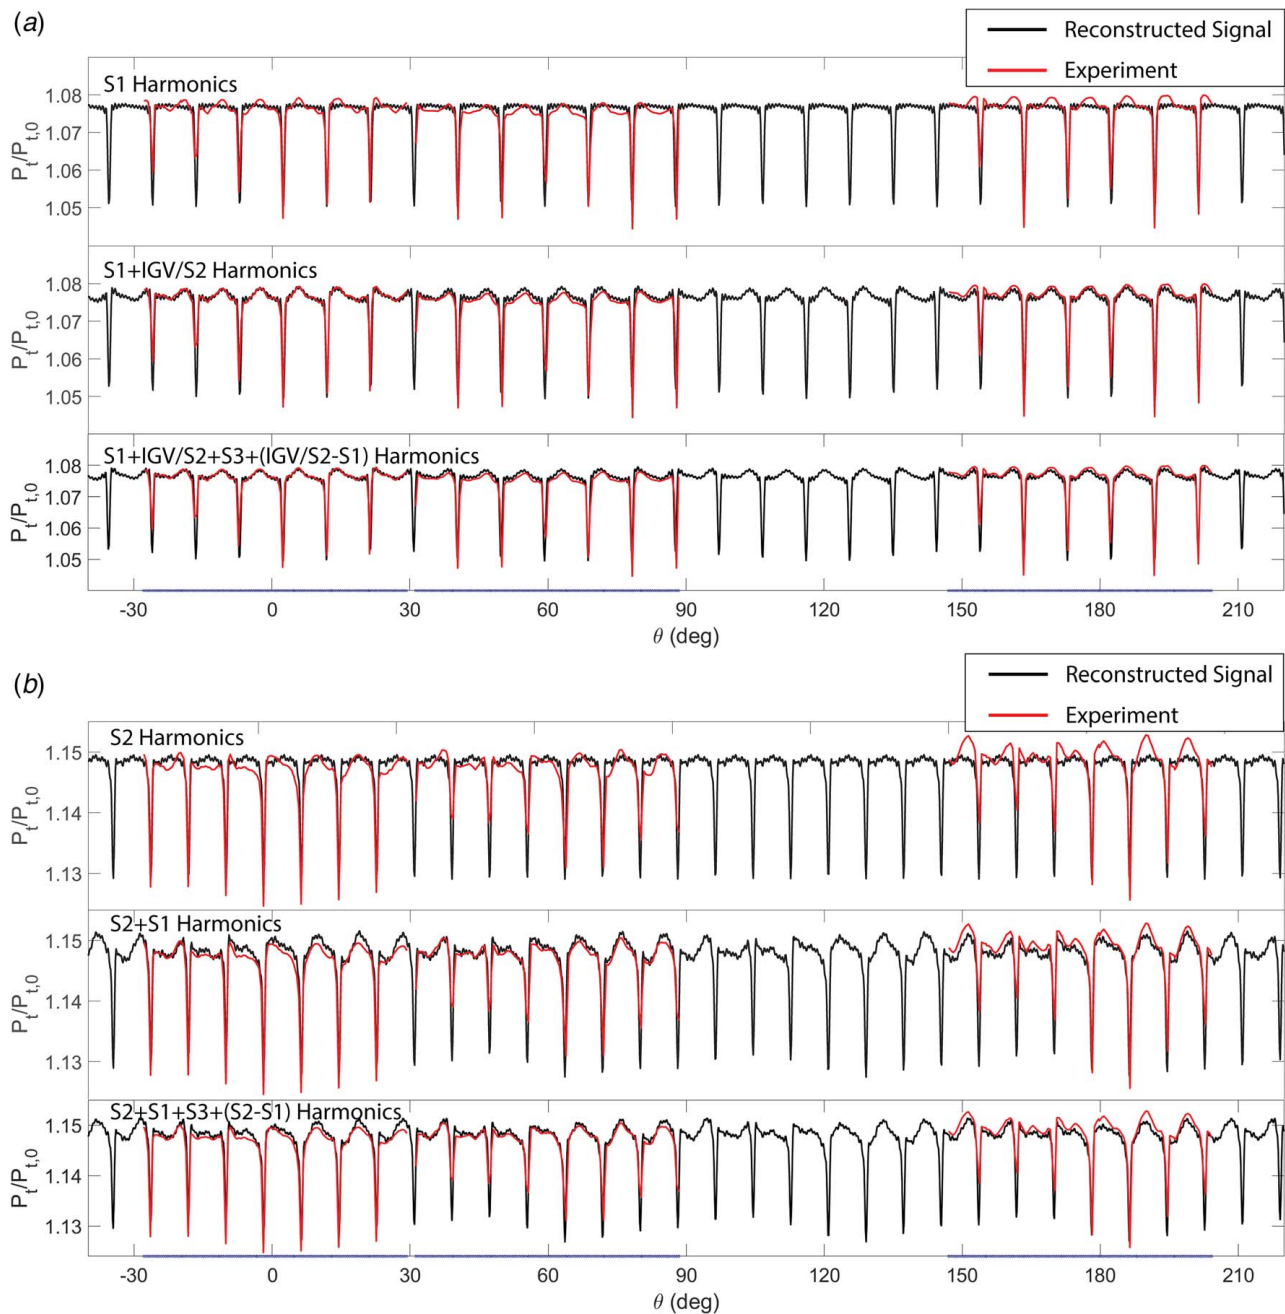 (a)
Reconstructed Signal
Experiment
S1 Harmonics
1.08
1.07
1.06
1.05
Pt/Pt,0
S1+IGV/S2 Harmonics
1.08
1.07
1.06
1.05
Pt/Pt,0
S1+IGV/S2+S3+(IGV/S2-S1) Harmonics
1.08
1.07
1.06
1.05
Pt/Pt,0
-30 0 30 60 90 120 150 180 210
θ (deg)
(b)
Reconstructed Signal
Experiment
S2 Harmonics
1.15
1.14
1.13
Pt/Pt,0
S2+S1 Harmonics
1.15
1.14
1.13
Pt/Pt,0
S2+S1+S3+(S2-S1) Harmonics
1.15
1.14
1.13
Pt/Pt,0
-30 0 30 60 90 120 150 180 210
θ (deg)